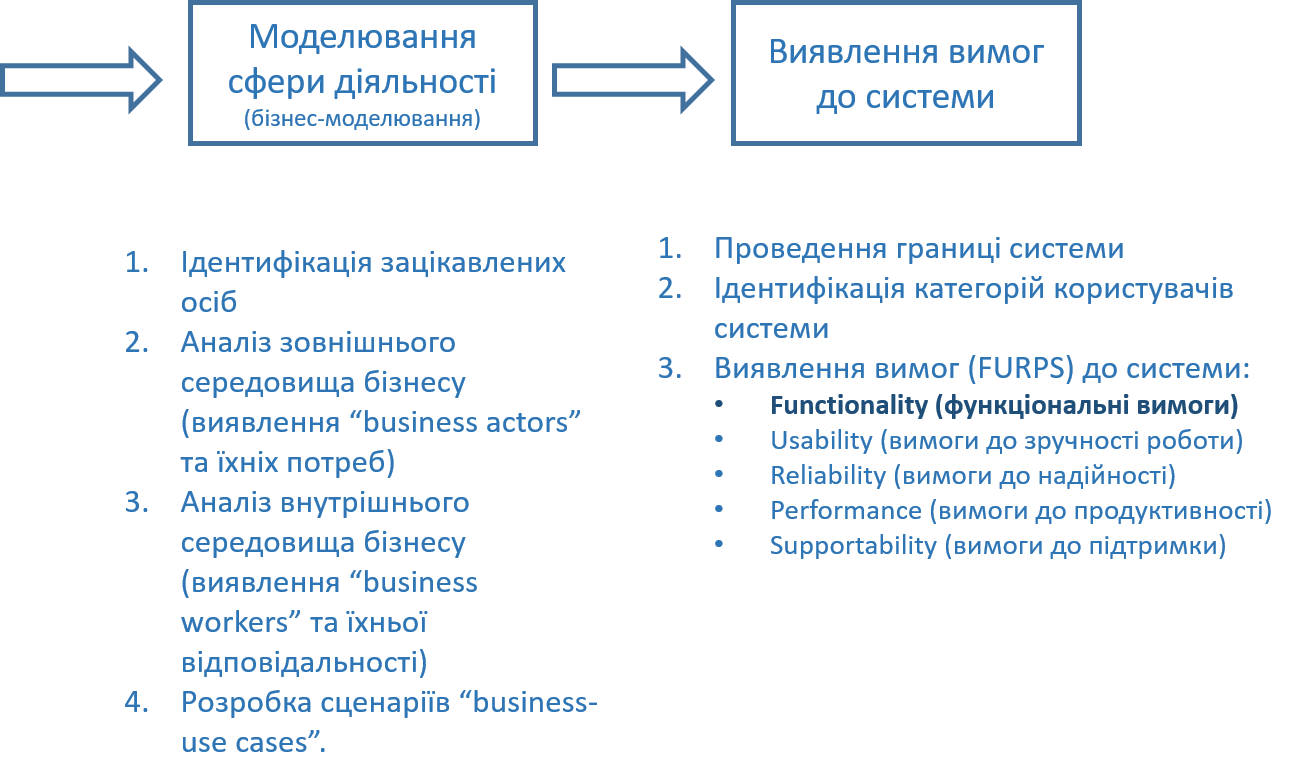 Моделювання
сфери діяльності
(бізнес-моделювання)
Виявлення вимог
до системи
1. Ідентифікація зацікавлених
осіб
2. Аналіз зовнішнього
середовища бізнесу
(виявлення “business actors”
та їхніх потреб)
3. Аналіз внутрішнього
середовища бізнесу
(виявлення “business
workers” та їхньої
відповідальності)
4. Розробка сценаріїв “business-
use cases”.
1. Проведення границі системи
2. Ідентифікація категорій користувачів
системи
3. Виявлення вимог (FURPS) до системи:
• Functionality (функціональні вимоги)
• Usability (вимоги до зручності роботи)
• Reliability (вимоги до надійності)
• Performance (вимоги до продуктивності)
• Supportability (вимоги до підтримки)